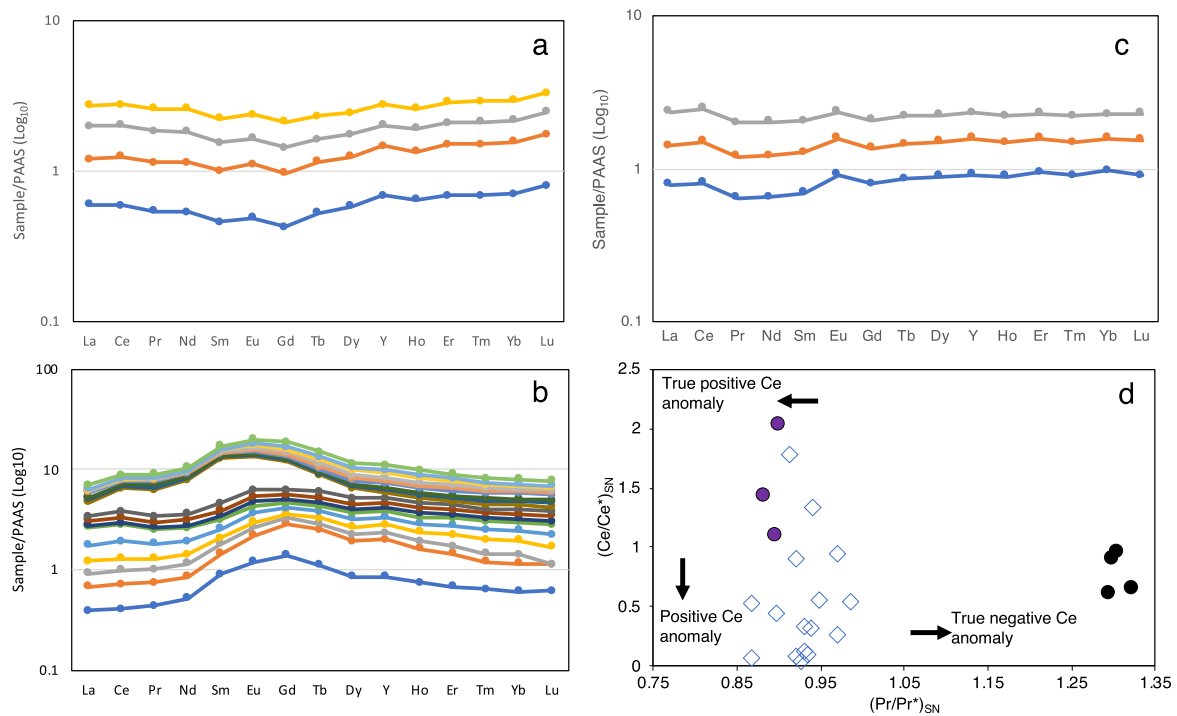 a
10
1
0.1
Sample/PAAS (Log10)
La Ce Pr Nd Sm Eu Gd Tb Dy Y Ho Er Tm Yb Lu
c
10
1
0.1
Sample/PAAS (Log10)
La Ce Pr Nd Sm Eu Gd Tb Dy Y Ho Er Tm Yb Lu
b
100
10
1
0.1
Sample/PAAS (Log10)
La Ce Pr Nd Sm Eu Gd Tb Dy Y Ho Er Tm Yb Lu
d
2.5
2
1.5
1
0.5
0
(Ce/Ce*)SN
True positive Ce
anomaly
Positive Ce
anomaly
True negative Ce
anomaly
0.75 0.85 0.95 1.05 1.15 1.25 1.35
(Pr/Pr*)SN